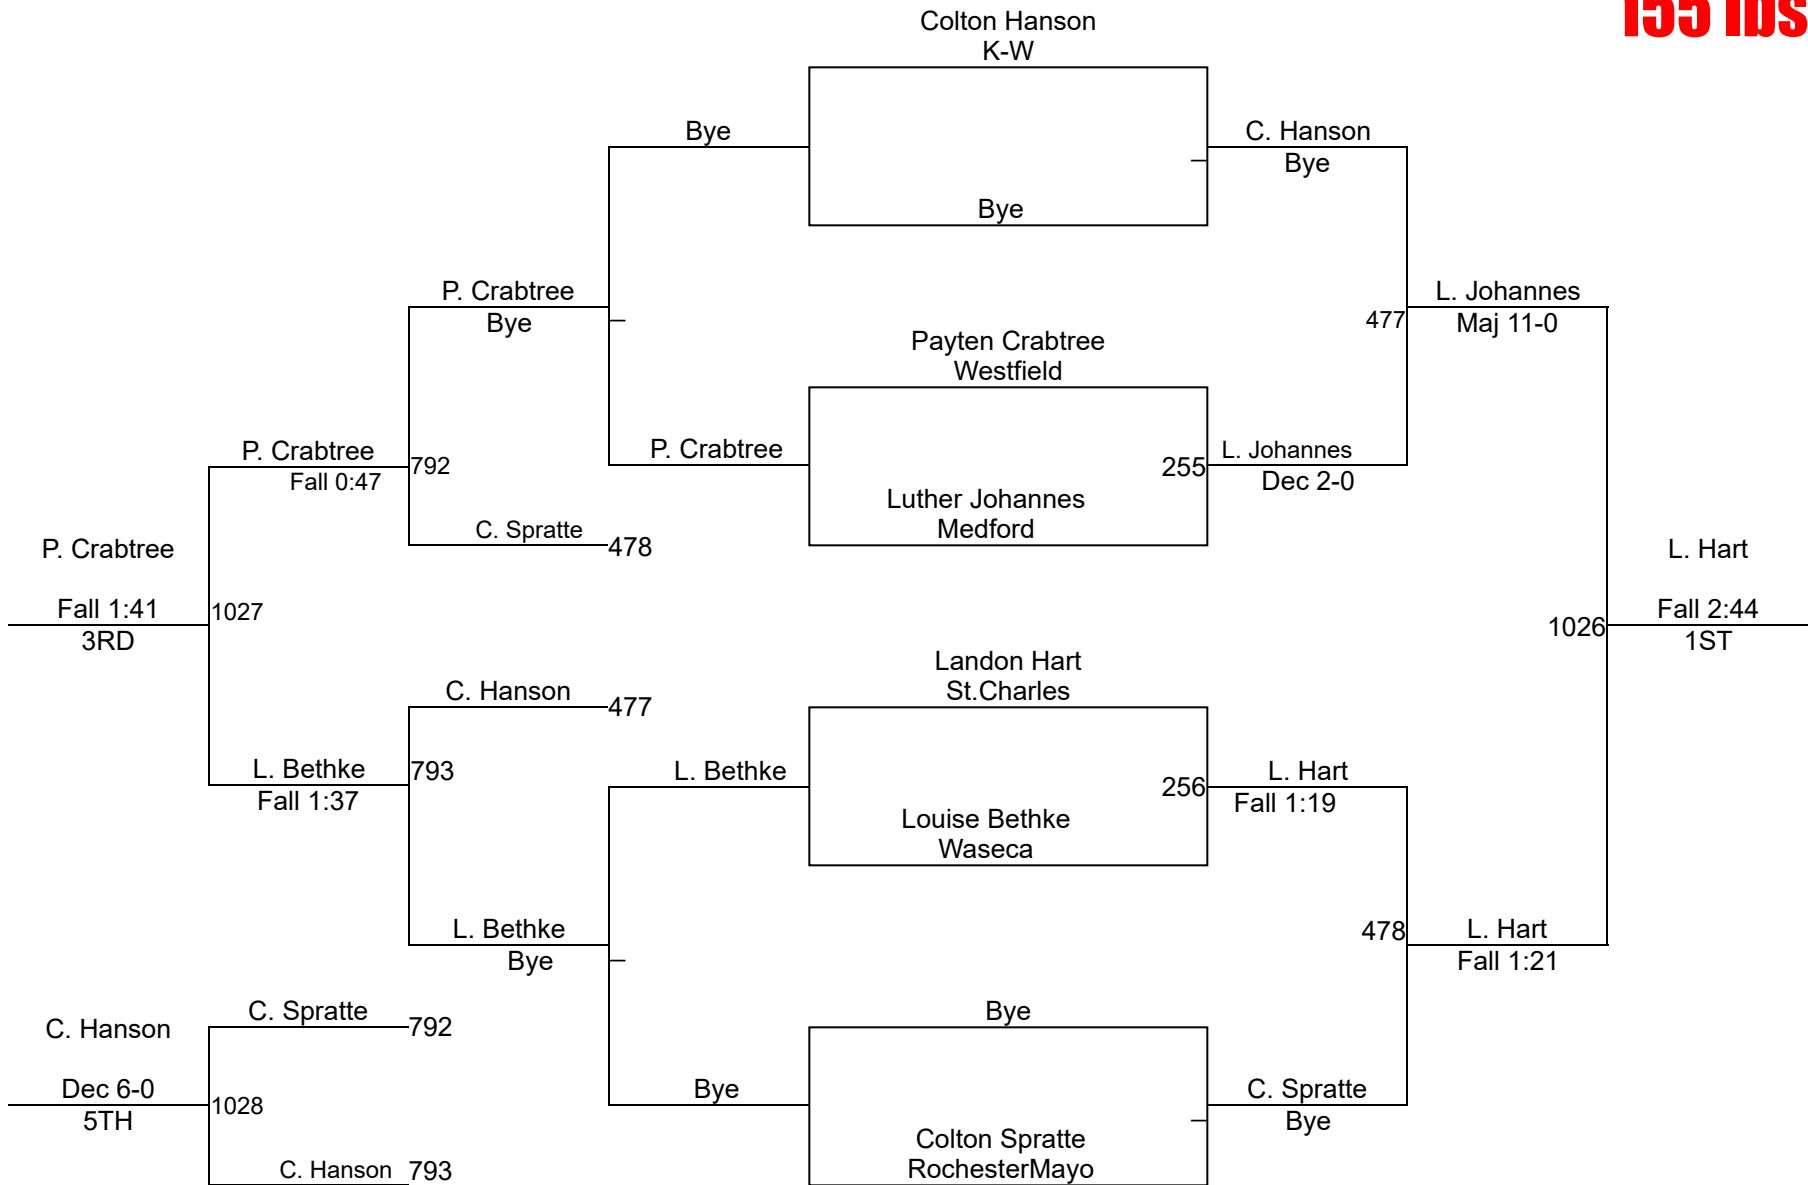 155 lbs
Colton Hanson
K-W
Bye
C. Hanson
Bye
Bye
P. Crabtree
Bye
L. Johannes
Maj 11-0
477
Payten Crabtree
Westfield
P. Crabtree
Fall 0:47
792
P. Crabtree
255
L. Johannes
Dec 2-0
Luther Johannes
Medford
C. Spratte
478
P. Crabtree
Fall 1:41
3RD
1027
L. Hart
Fall 2:44
1ST
1026
Landon Hart
St.Charles
C. Hanson
477
L. Bethke
Fall 1:37
793
L. Bethke
256
L. Hart
Fall 1:19
Louise Bethke
Waseca
L. Bethke
Bye
478
L. Hart
Fall 1:21
Bye
C. Spratte
792
C. Hanson
Dec 6-0
5TH
1028
Bye
C. Spratte
Bye
Colton Spratte
RochesterMayo
C. Hanson
793